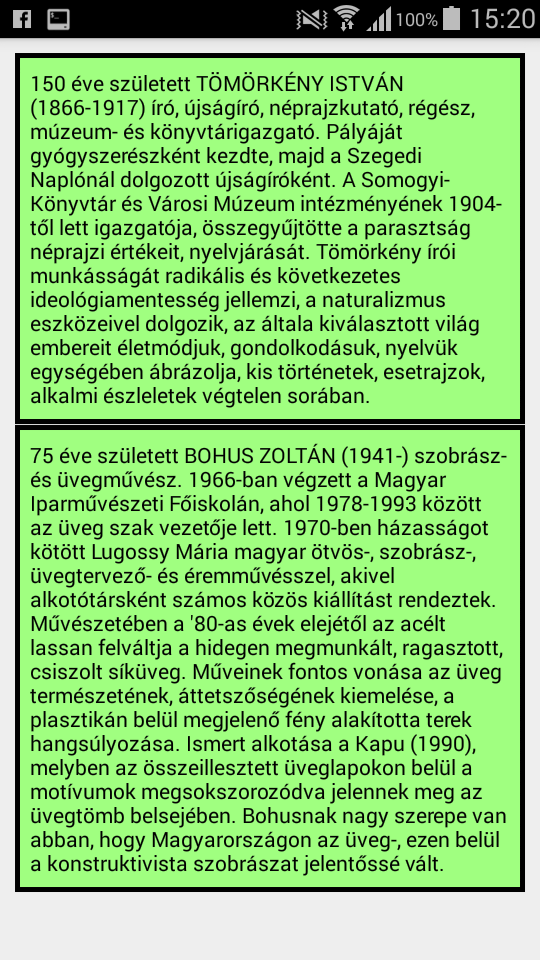 100% 15:20
150 éve született TÖMÖRKÉNY ISTVÁN
(1866-1917) író, újságíró, néprajzkutató, régész,
múzeum- és könyvtárigazgató. Pályáját
gyógyszerészként kezdte, majd a Szegedi
Naplónál dolgozott újságíróként. A Somogyi-
Könyvtár és Városi Múzeum intézményének 1904-
től lett igazgatója, összegyűjtötte a parasztság
néprajzi értékeit, nyelvjárását. Tömörkény írói
munkásságát radikális és következetes
ideológiamentesség jellemzi, a naturalizmus
eszközeivel dolgozik, az általa kiválasztott világ
embereit életmódjuk, gondolkodásuk, nyelvük
egységében ábrázolja, kis történetek, esetrajzok,
alkalmi észleletek végtelen sorában.
75 éve született BOHUS ZOLTÁN (1941-) szobrász-
és üvegművész. 1966-ban végzett a Magyar
Iparművészeti Főiskolán, ahol 1978-1993 között
az üveg szak vezetője lett. 1970-ben házasságot
kötött Lugossy Mária magyar ötvös-, szobrász-,
üvegtervező- és éremművésszel, akivel
alkotótársként számos közös kiállítást rendeztek.
Művészetében a '80-as évek elejétől az acélt
lassan felváltja a hidegen megmunkált, ragasztott,
csiszolt síküveg. Műveinek fontos vonása az üveg
természetének, áttetszőségének kiemelése, a
plasztikán belül megjelenő fény alakította terek
hangsúlyozása. Ismert alkotása a Kapu (1990),
melyben az összeillesztett üveglapokon belül a
motívumok megsokszorozódva jelennek meg az
üvegtömb belsejében. Bohusnak nagy szerepe van
abban, hogy Magyarországon az üveg-, ezen belül
a konstruktivista szobrászat jelentőssé vált.